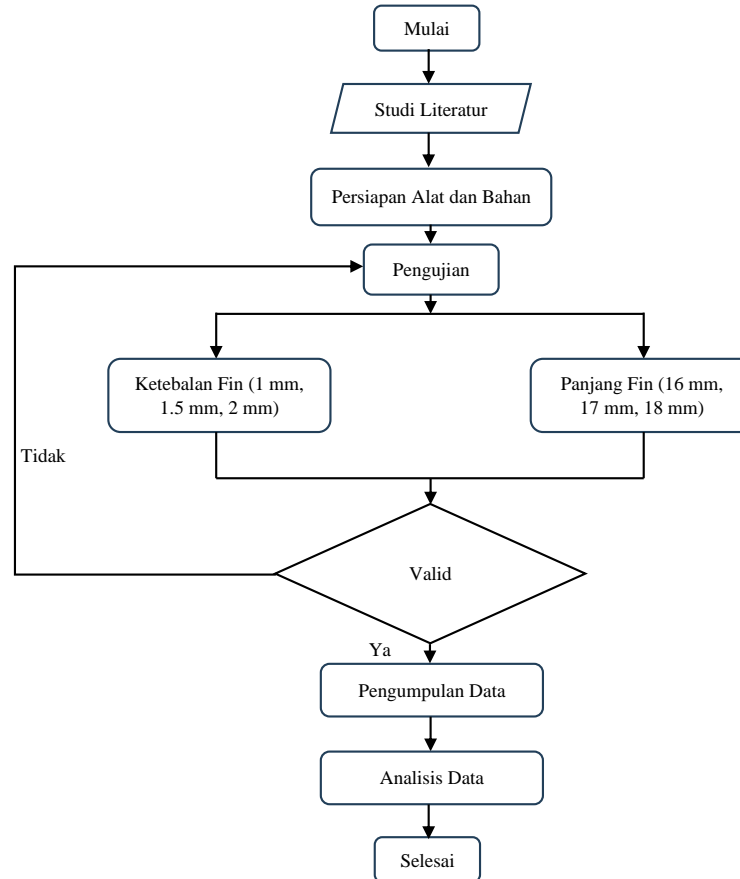 Mulai
Studi Literatur
Persiapan Alat dan Bahan
Pengujian
Ketebalan Fin (1 mm,
1.5 mm, 2 mm)
Panjang Fin (16 mm,
17 mm, 18 mm)
Tidak
Valid
Ya
Pengumpulan Data
Analisis Data
Selesai